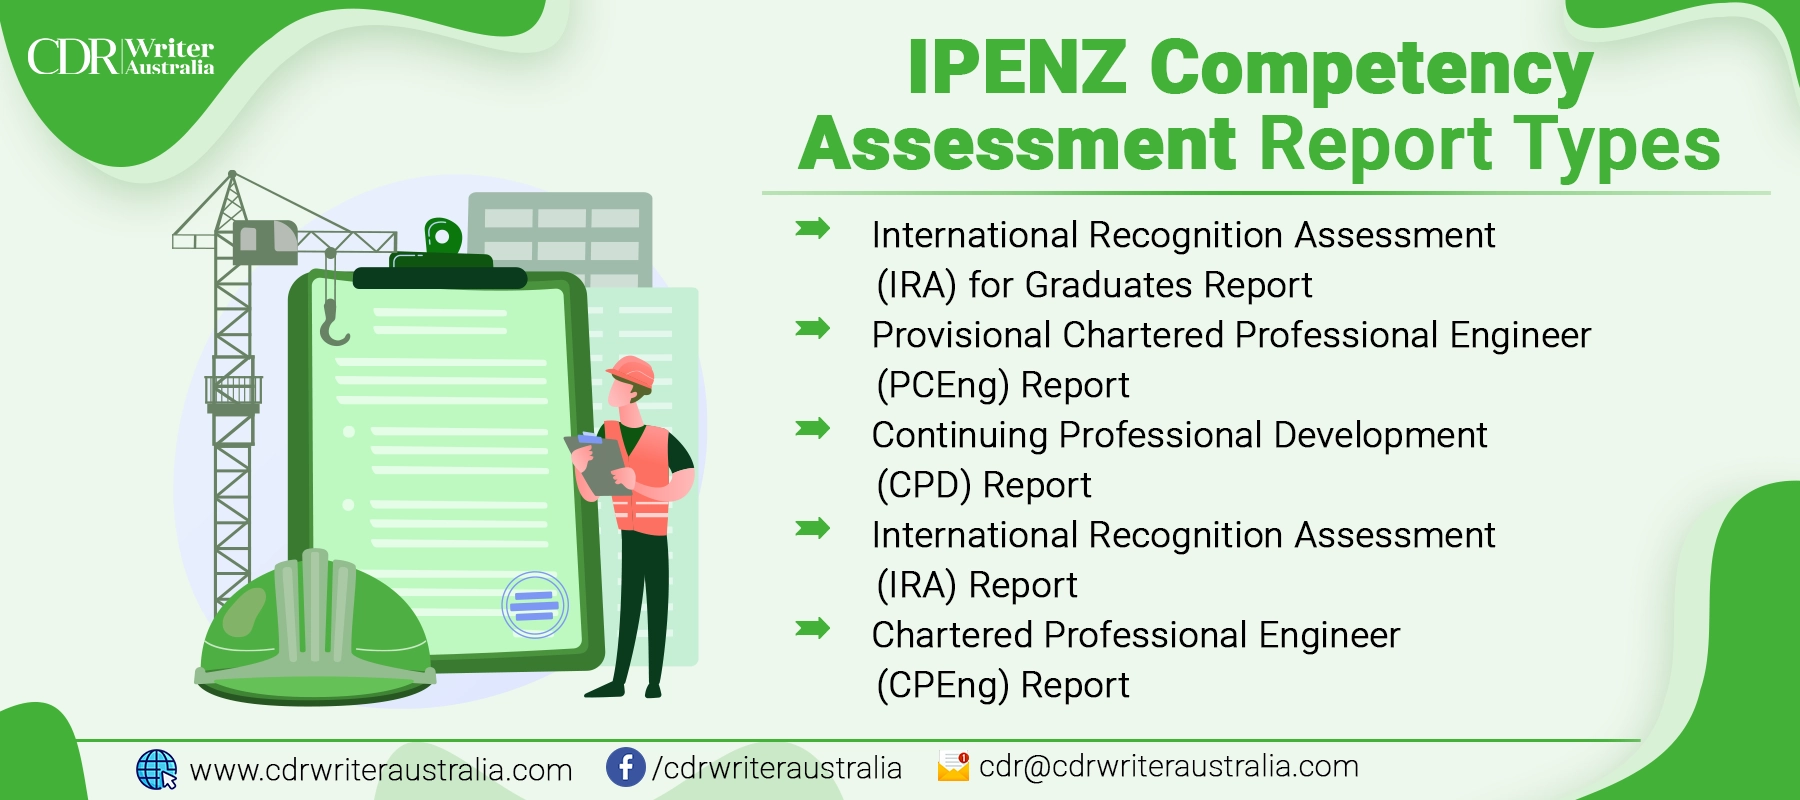 CDR Writer
Australia
IPENZ Competency
Assessment Report Types
International Recognition Assessment
(IRA) for Graduates Report
Provisional Chartered Professional Engineer
(PCEng) Report
Continuing Professional Development
(CPD) Report
International Recognition Assessment
(IRA) Report
Chartered Professional Engineer
(CPEng) Report
www.cdrwriteraustralia.com
/cdrwriteraustralia
cdr@cdrwriteraustralia.com